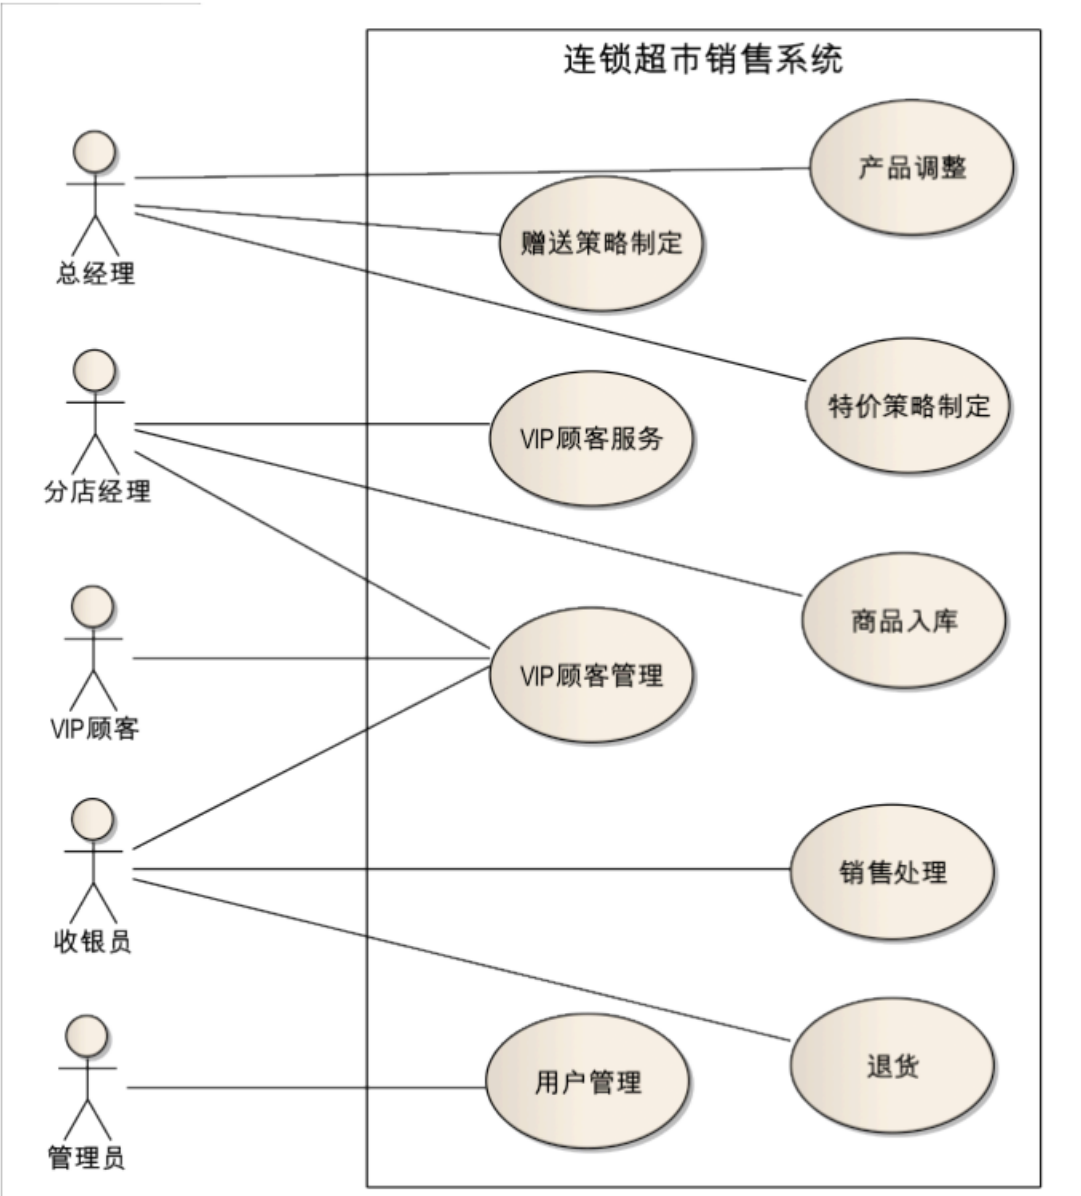 连锁超市销售系统
产品调整
赠送策略制定
总经理
特价策略制定
VIP顾客服务
分店经理
商品入库
VIP顾客管理
VIP顾客
销售处理
收银员
退货
用户管理
管理员